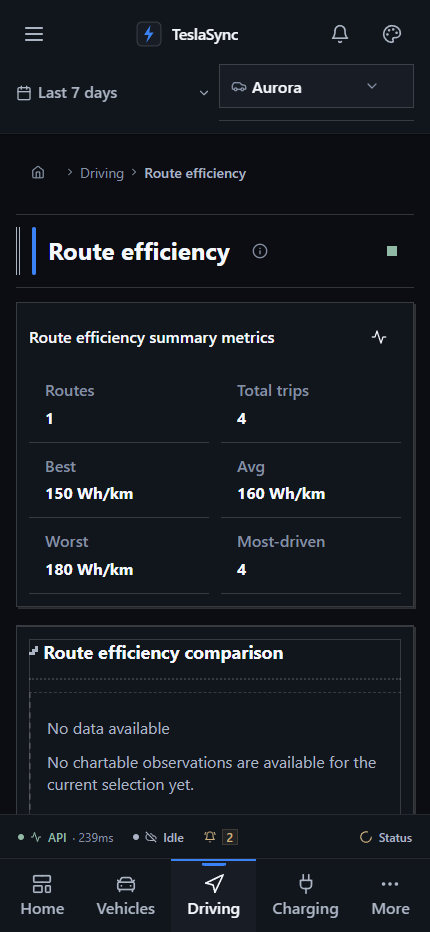 TeslaSync
Last 7 days
Aurora
Driving
Route efficiency
Route efficiency
Route efficiency summary metrics
Routes
Total trips
1
4
Best
Avg
150 Wh/km
160 Wh/km
Worst
Most-driven
180 Wh/km
4
Route efficiency comparison
No data available
No chartable observations are available for the
current selection yet.
API · 239ms
Idle
2
Status
Home
Vehicles
Driving
Charging
More